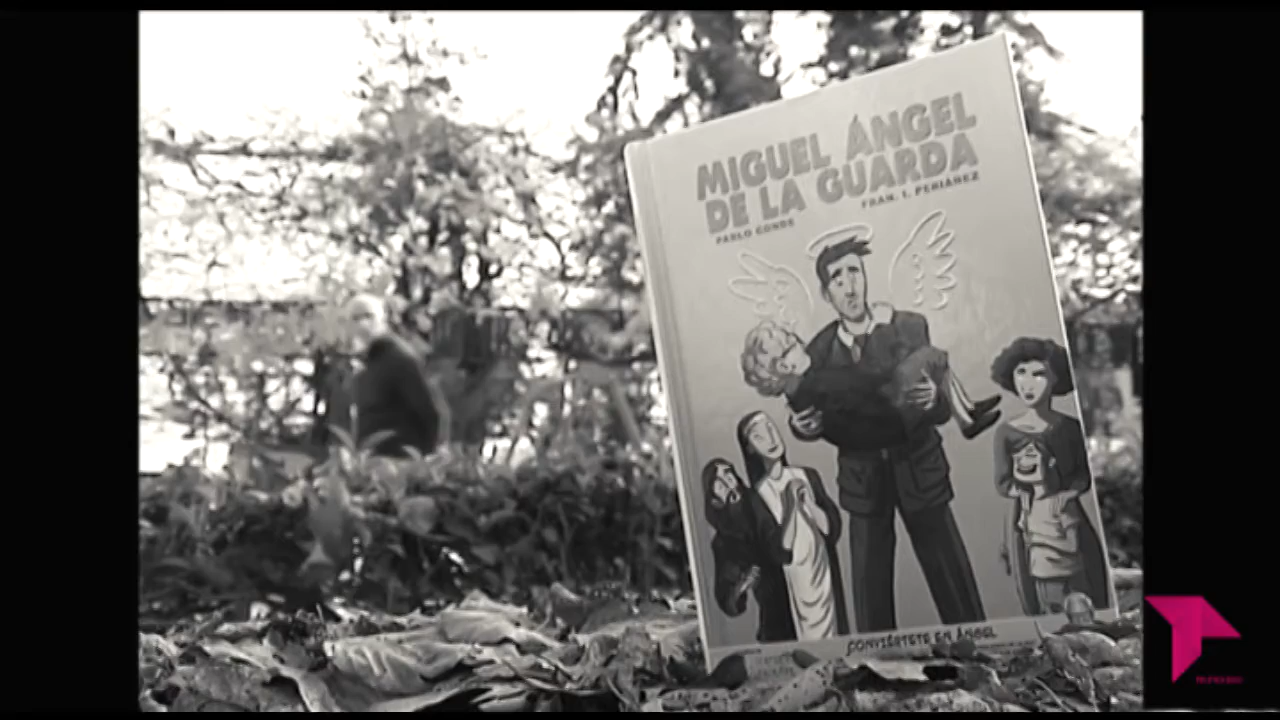 MIGUEL ÁNGEL
DE LA GUARDA
PABLO CONDE
FRAN. I. PERIÁÑEZ
CONVIÉRTETE EN ÁNGEL